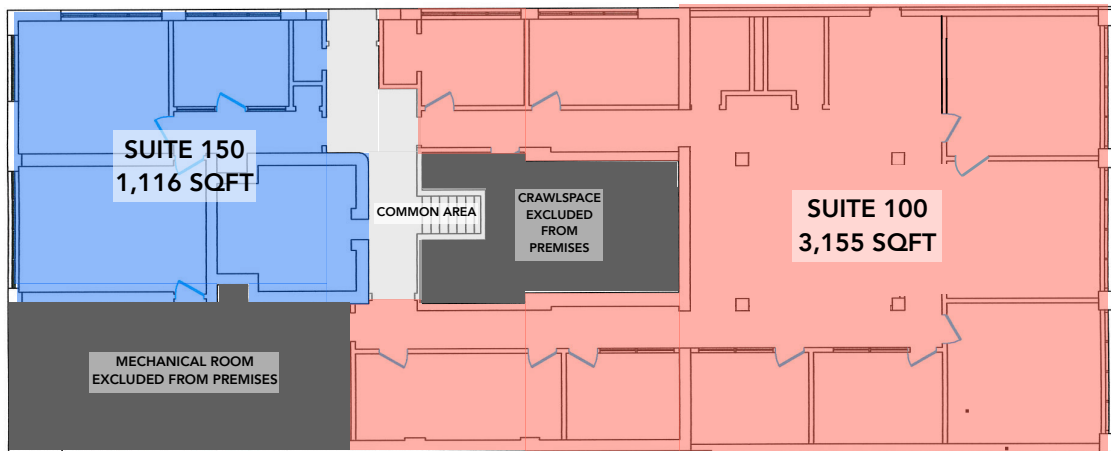 SUITE 150
1,116 SQFT
COMMON AREA
CRAWLSPACE
EXCLUDED
FROM
PREMISES
SUITE 100
3,155 SQFT
MECHANICAL ROOM
EXCLUDED FROM PREMISES